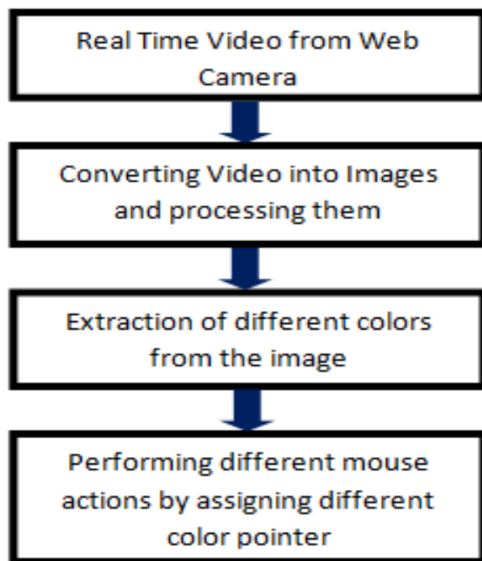 Real Time Video from Web
Camera
Converting Video into Images
and processing them
Extraction of different colors
from the image
Performing different mouse
actions by assigning different
color pointer